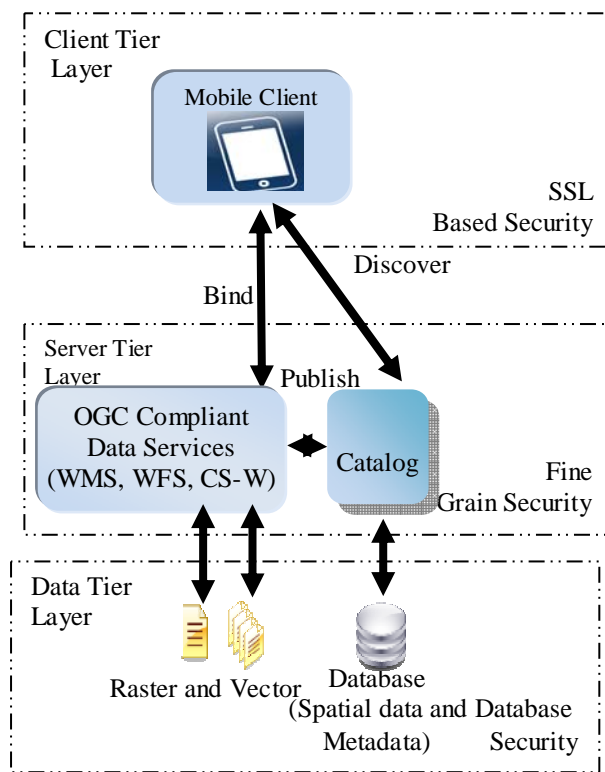 Client Tier
Layer
Mobile Client
SSL
Based Security
Discover
Bind
Server Tier
Layer
Publish
OGC Compliant
Data Services
(WMS, WFS, CS-W)
Catalog
Fine
Grain Security
Data Tier
Layer
Raster and Vector
Database
(Spatial data and Database
Metadata) Security